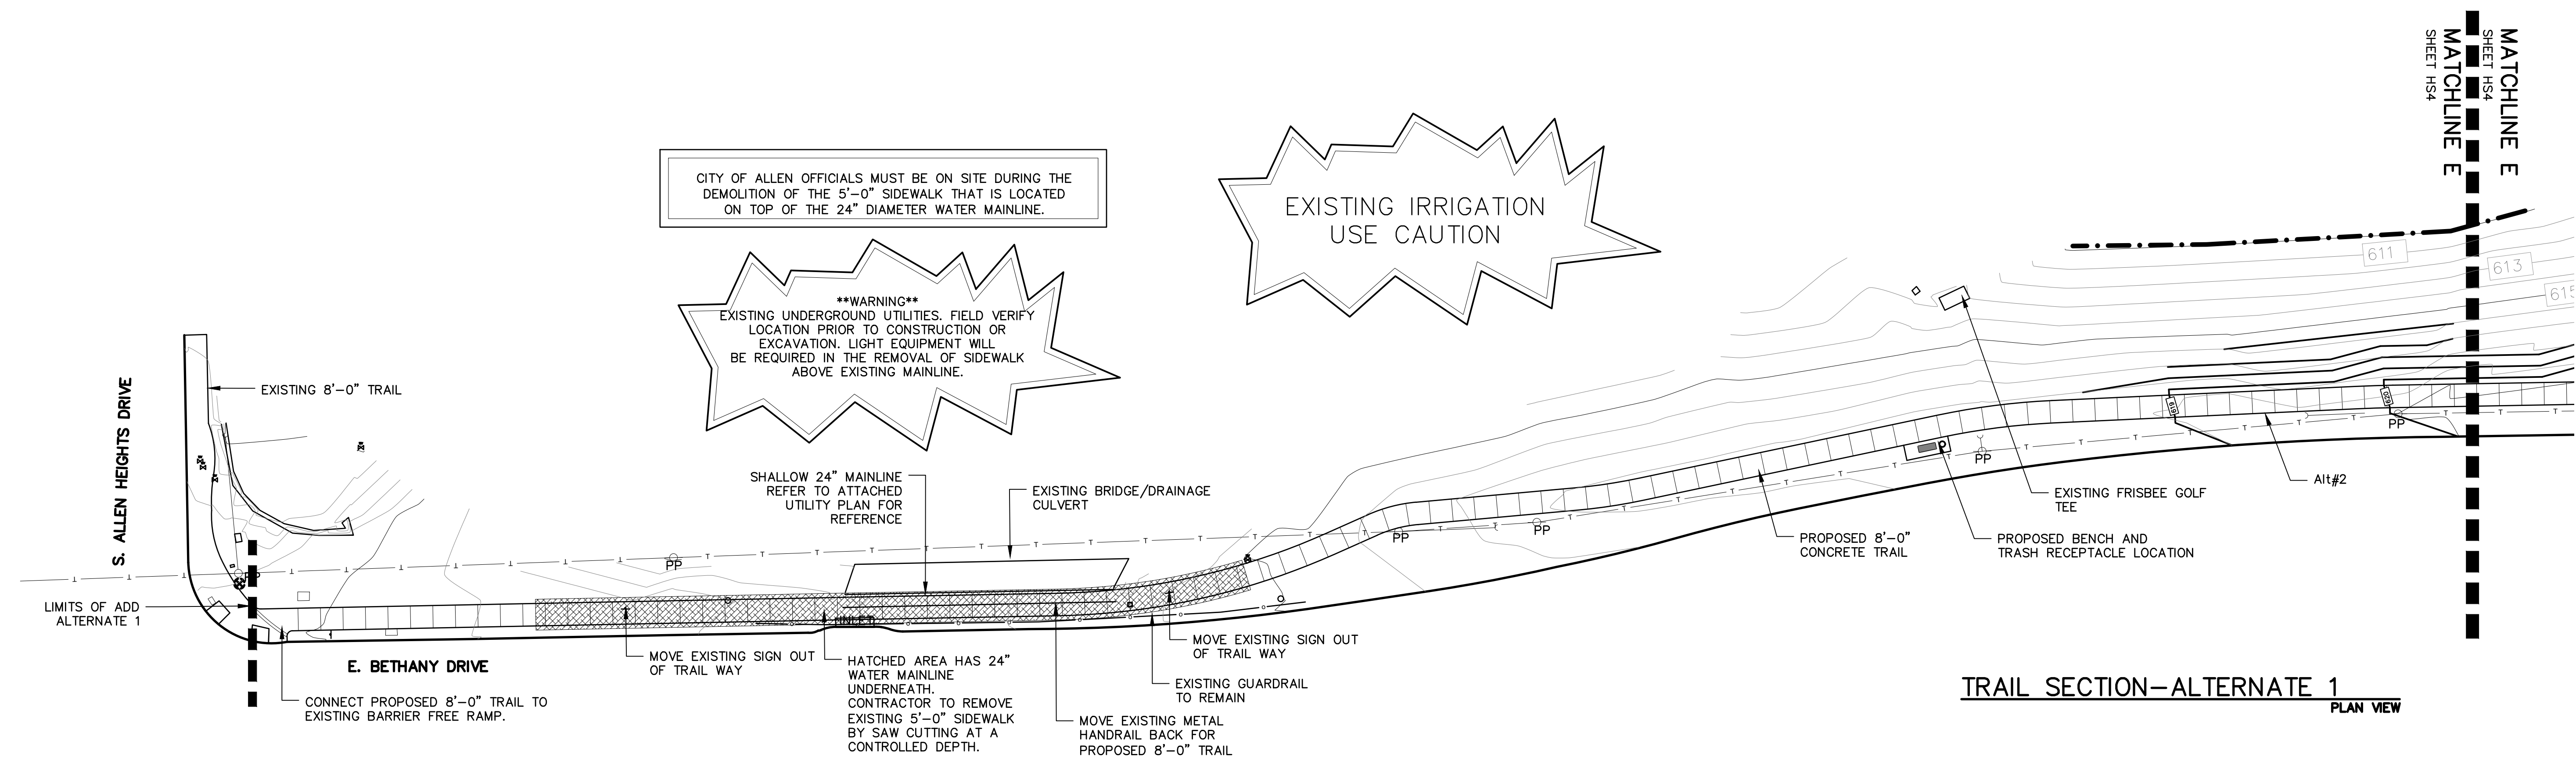 MATCHLINE E
SHEET HS4
MATCHLINE E
SHEET HS4
CITY OF ALLEN OFFICIALS MUST BE ON SITE DURING THE
DEMOLITION OF THE 5'-0" SIDEWALK THAT IS LOCATED
ON TOP OF THE 24" DIAMETER WATER MAINLINE.
EXISTING IRRIGATION
USE CAUTION
**WARNING**
EXISTING UNDERGROUND UTILITIES. FIELD VERIFY
LOCATION PRIOR TO CONSTRUCTION OR
EXCAVATION. LIGHT EQUIPMENT WILL
BE REQUIRED IN THE REMOVAL OF SIDEWALK
ABOVE EXISTING MAINLINE.
611
613
615
S. ALLEN HEIGHTS DRIVE
EXISTING 8'-0" TRAIL
SHALLOW 24" MAINLINE
REFER TO ATTACHED
UTILITY PLAN FOR
REFERENCE
EXISTING BRIDGE/DRAINAGE
CULVERT
619
620
PP
PP
PP
PP
PP
PP
Alt#2
EXISTING FRISBEE GOLF
TEE
PROPOSED 8'-0"
CONCRETE TRAIL
PROPOSED BENCH AND
TRASH RECEPTACLE LOCATION
LIMITS OF ADD
ALTERNATE 1
INLET
E. BETHANY DRIVE
MOVE EXISTING SIGN OUT
OF TRAIL WAY
HATCHED AREA HAS 24"
WATER MAINLINE
UNDERNEATH.
CONTRACTOR TO REMOVE
EXISTING 5'-0" SIDEWALK
BY SAW CUTTING AT A
CONTROLLED DEPTH.
MOVE EXISTING SIGN OUT
OF TRAIL WAY
EXISTING GUARDRAIL
TO REMAIN
MOVE EXISTING METAL
HANDRAIL BACK FOR
PROPOSED 8'-0" TRAIL
CONNECT PROPOSED 8'-0" TRAIL TO
EXISTING BARRIER FREE RAMP.
TRAIL SECTION-ALTERNATE 1
PLAN VIEW